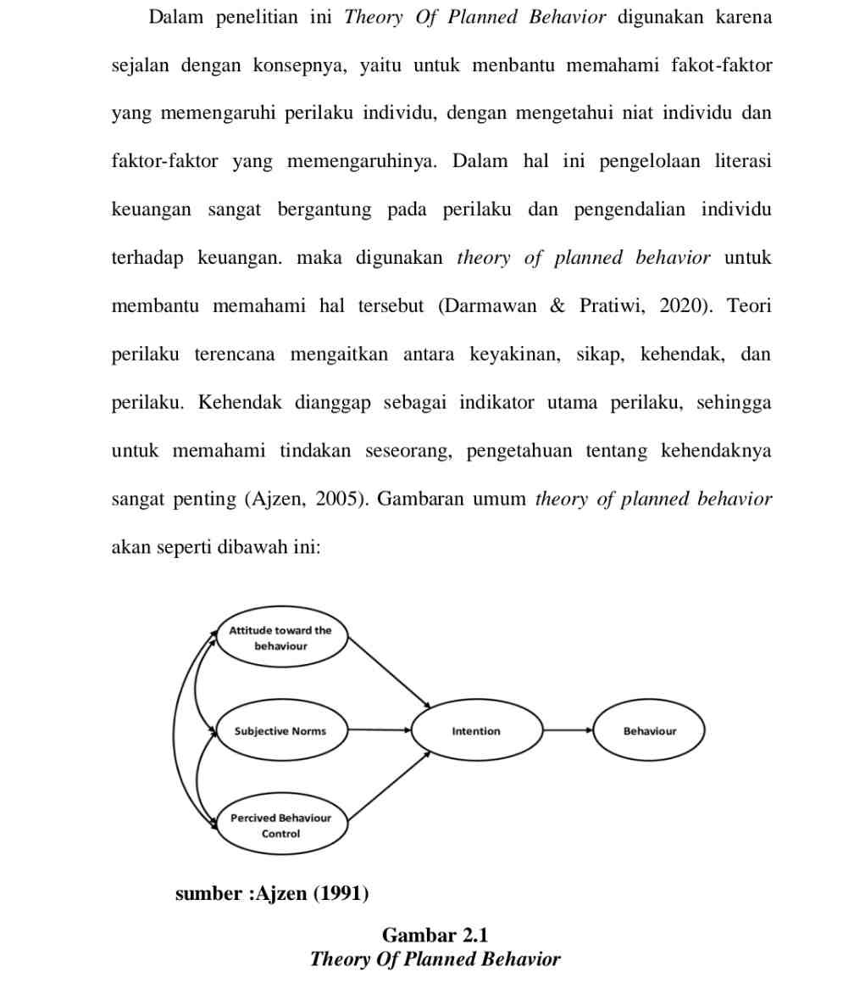 Dalam penelitian ini Theory Of Planned Behavior digunakan karena
sejalan dengan konsepnya, yaitu untuk menbantu memahami fakot-faktor
yang memengaruhi perilaku individu, dengan mengetahui niat individu dan
faktor-faktor yang memengaruhinya. Dalam hal ini pengelolaan literasi
keuangan sangat bergantung pada perilaku dan pengendalian individu
terhadap keuangan. maka digunakan theory of planned behavior untuk
membantu memahami hal tersebut (Darmawan & Pratiwi, 2020). Teori
perilaku terencana mengaitkan antara keyakinan, sikap, kehendak, dan
perilaku. Kehendak dianggap sebagai indikator utama perilaku, sehingga
untuk memahami tindakan seseorang, pengetahuan tentang kehendaknya
sangat penting (Ajzen, 2005). Gambaran umum theory of planned behavior
akan seperti dibawah ini:
Attitude toward the
behaviour
Subjective Norms
Intention
Behaviour
Percived Behaviour
Control
sumber :Ajzen (1991)
Gambar 2.1
Theory Of Planned Behavior